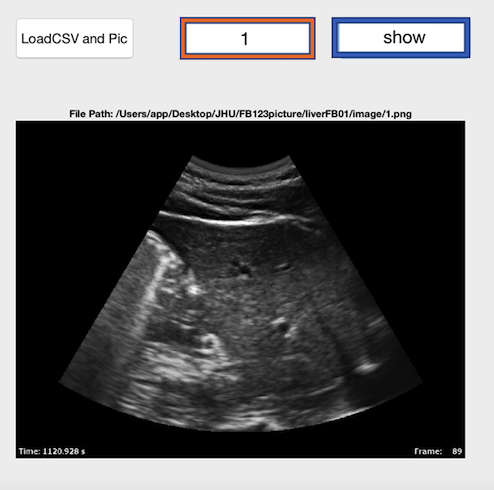 LoadCSV and Pic
1
show
File Path: /Users/app/Desktop/JHU/FB123picture/liverFB01/image/1.png
Time: 1120.928 s
Frame: 89